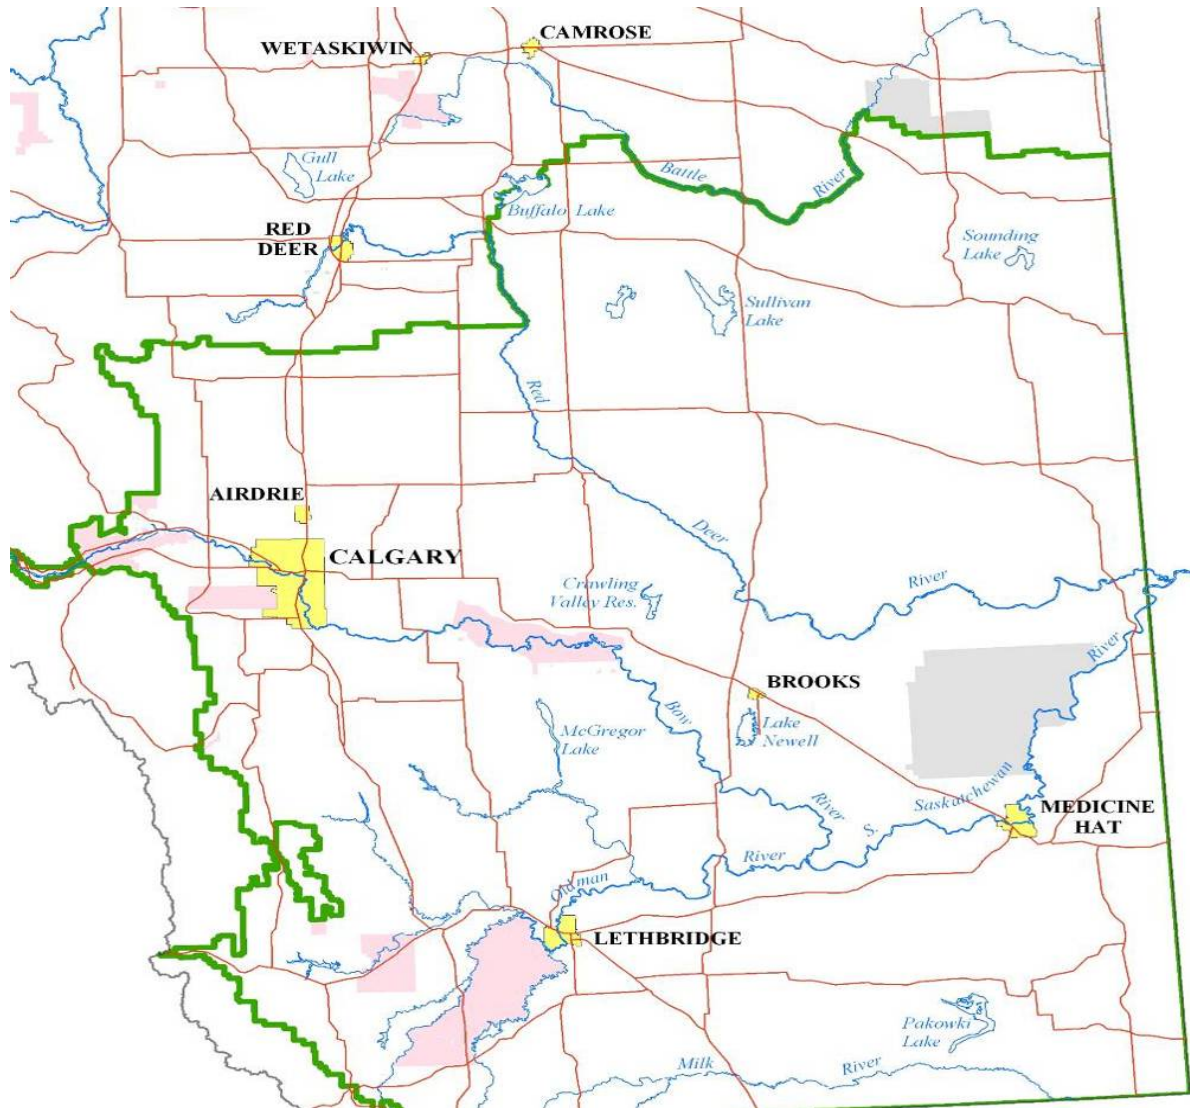 CAMROSE
WETASKIWIN
Gull
Lake
Battle
River
Buffalo Lake
RED
DEER
Sounding
Lake
Sullivan
Lake
Red
AIRDRIE
Deer
CALGARY
River
Crawling
Valley Res.
River
BROOKS
Bow
Lake
Newell
McGregor
Lake
Saskatchewan
River
S.
MEDICINE
HAT
River
Oldman
LETHBRIDGE
Pakowki
Lake
Milk
River